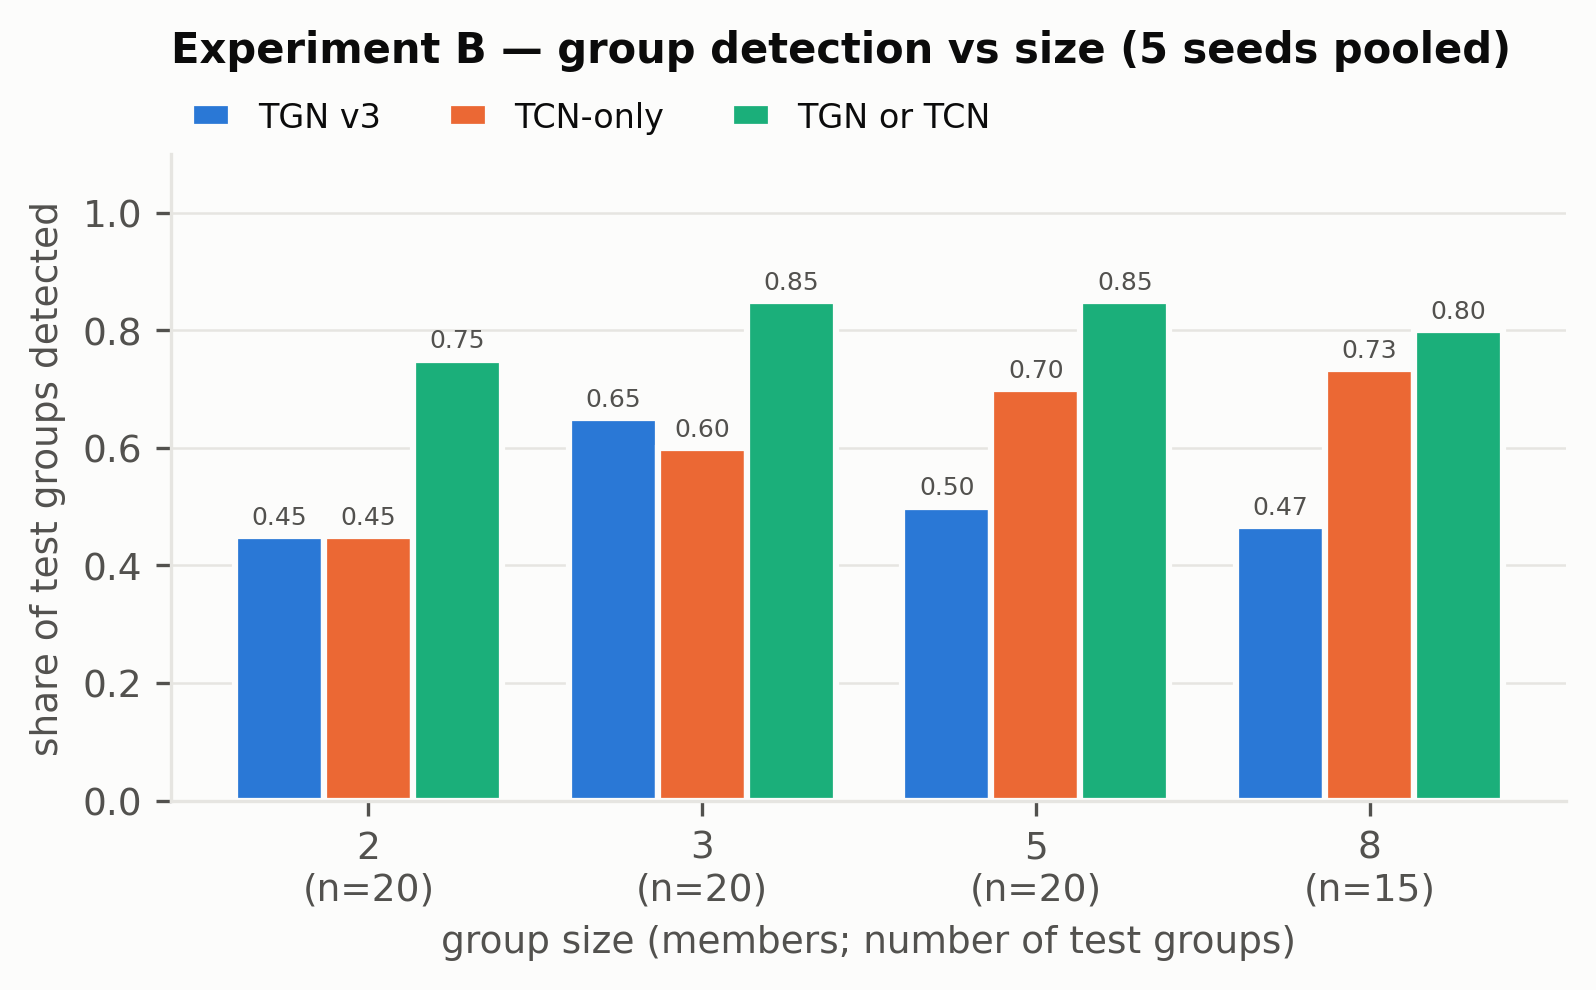 Experiment B — group detection vs size (5 seeds pooled)
TGN v3 TCN-only TGN or TCN
share of test groups detected
1.0
0.8
0.6
0.4
0.2
0.0
0.45 0.45 0.75
0.65 0.60 0.85
0.50 0.70 0.85
0.47 0.73 0.80
2 3 5 8
(n=20) (n=20) (n=20) (n=15)
group size (members; number of test groups)